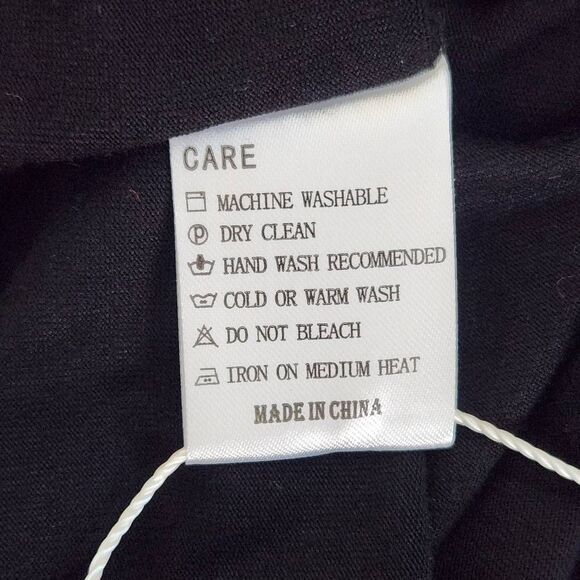 CARE
MACHINE WASHABLE
P DRY CLEAN
HAND WASH RECOMMENDED
COLD OR WARM WASH
DO NOT BLEACH
IRON ON MEDIUM HEAT
MADE IN CHINA